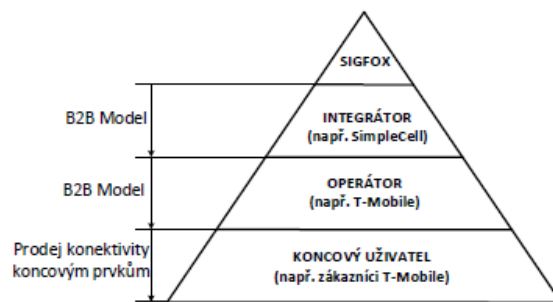 SIGFOX
B2B Model
INTEGRÁTOR
(např. SimpleCell)
B2B Model
OPERÁTOR
(např. T-Mobile)
Prodej konektivity
koncovým prvkům
KONCOVÝ UŽIVATEL
(např. zákazníci T-Mobile)